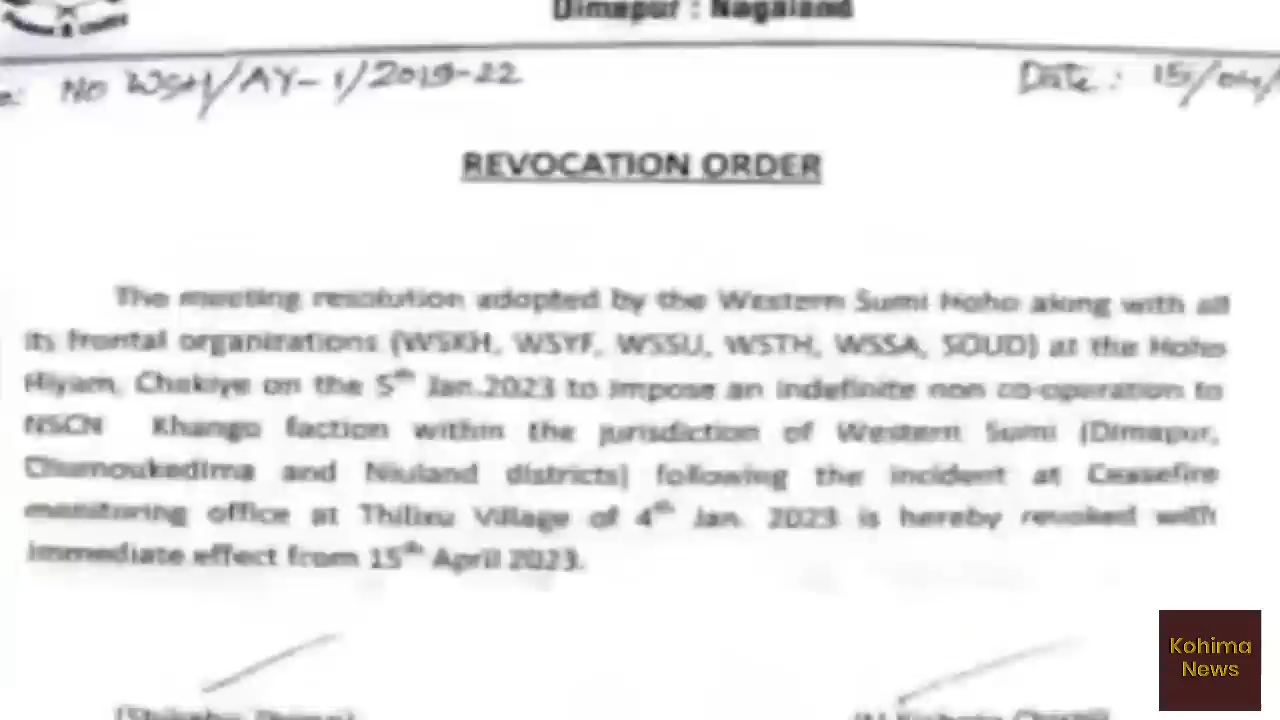 Dimapur : Nagaland
No WSH/AY-1/2019-22
Date: 15/04/
REVOCATION ORDER
The meeting resolution adopted by the Western Sumi Hoho along with all
its frontal organizations (WSKH, WSYF, WSSU, WSTH, WSSA, SOUD) at the Hoho
Hiyam, Chekiye on the 5th Jan.2023 to impose an indefinite non co-operation to
NSCN Khango faction within the jurisdiction of Western Sumi (Dimapur,
Chumoukedima and Niuland districts) following the incident at Ceasefire
monitoring office at Thilixu Village of 4th Jan. 2023 is hereby revoked with
immediate effect from 15th April 2023.
Kohima
News